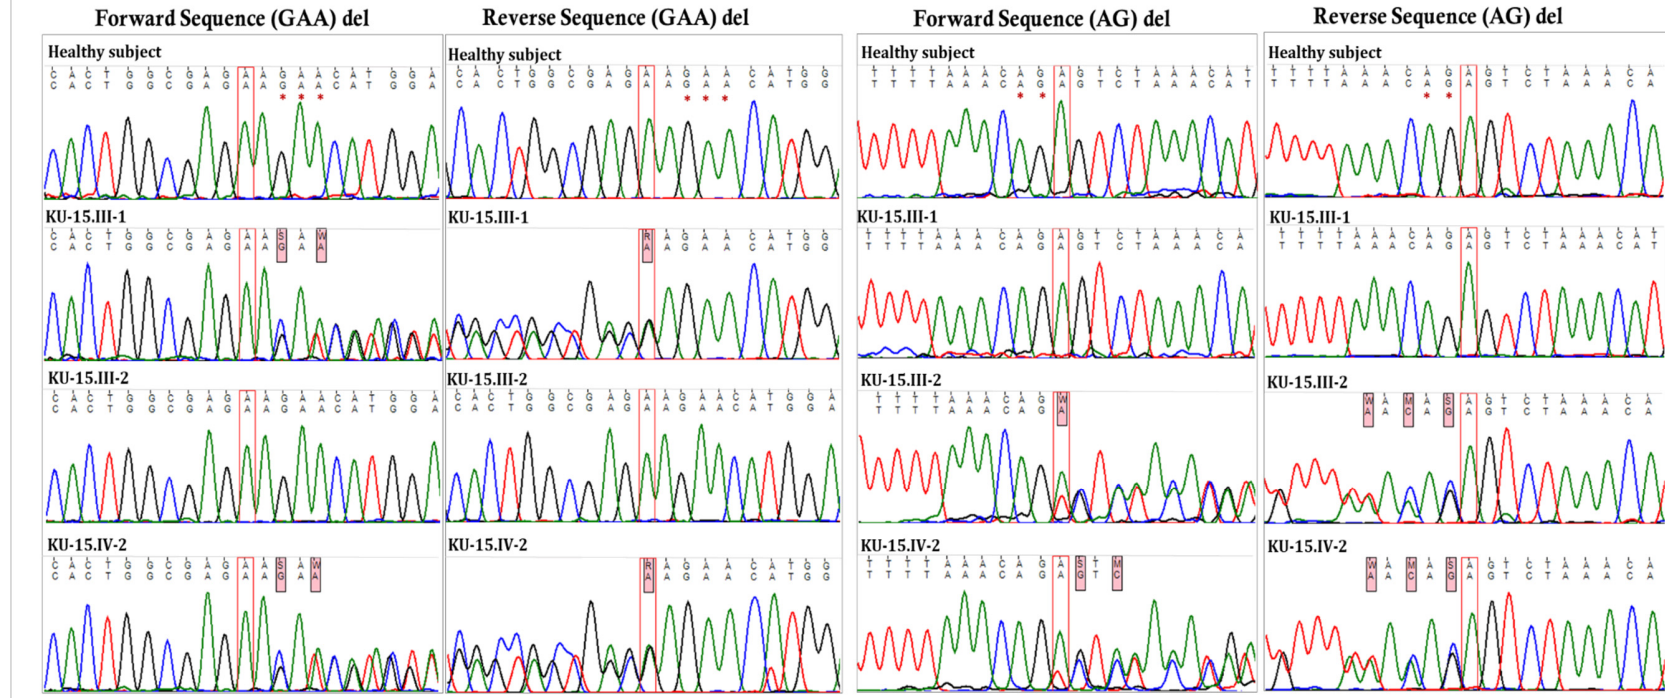 Forward Sequence (GAA) del
Healthy subject
C A C T G G C G A G A A G A A C A T G G A
C A C T G G C G A G A A G A A C A T G G A
* * *
KU-15.III-1
C A C T G G C G A G A A S A W
C A C T G G C G A G A A G A A
KU-15.III-2
C A C T G G C G A G A A G A A C A T G G A
C A C T G G C G A G A A G A A C A T G G A
KU-15.IV-2
C A C T G G C G A G A A S A W
C A C T G G C G A G A A G A A
Reverse Sequence (GAA) del
Healthy subject
C A C T G G C G A G A A G A A C A T G G
C A C T G G C G A G A A G A A C A T G G
* * *
KU-15.III-1
R A G A A C A T G G
A A G A A C A T G G
KU-15.III-2
C A C T G G C G A G A A G A A C A T G G A
C A C T G G C G A G A A G A A C A T G G A
KU-15.IV-2
R A G A A C A T G G
A A G A A C A T G G
Forward Sequence (AG) del
Healthy subject
T T T T A A A C A G A G T C T A A A C A T
T T T T A A A C A G A G T C T A A A C A T
* *
KU-15.III-1
T T T T A A A C A G A G T C T A A A C A
T T T T A A A C A G A G T C T A A A C A
KU-15.III-2
T T T T A A A C A G W
T T T T A A A C A G A
KU-15.IV-2
T T T T A A A C A G A S T M
T T T T A A A C A G A G T C
Reverse Sequence (AG) del
Healthy subject
T T T T A A A C A G A G T C T A A A C A
T T T T A A A C A G A G T C T A A A C A
* *
KU-15.III-1
T T T T A A A C A G A G T C T A A A C A T
T T T T A A A C A G A G T C T A A A C A T
KU-15.III-2
W A M A S A G T C T A A A C A
A A C A G A G T C T A A A C A
KU-15.IV-2
W A M A S A G T C T A A A C A
A A C A G A G T C T A A A C A